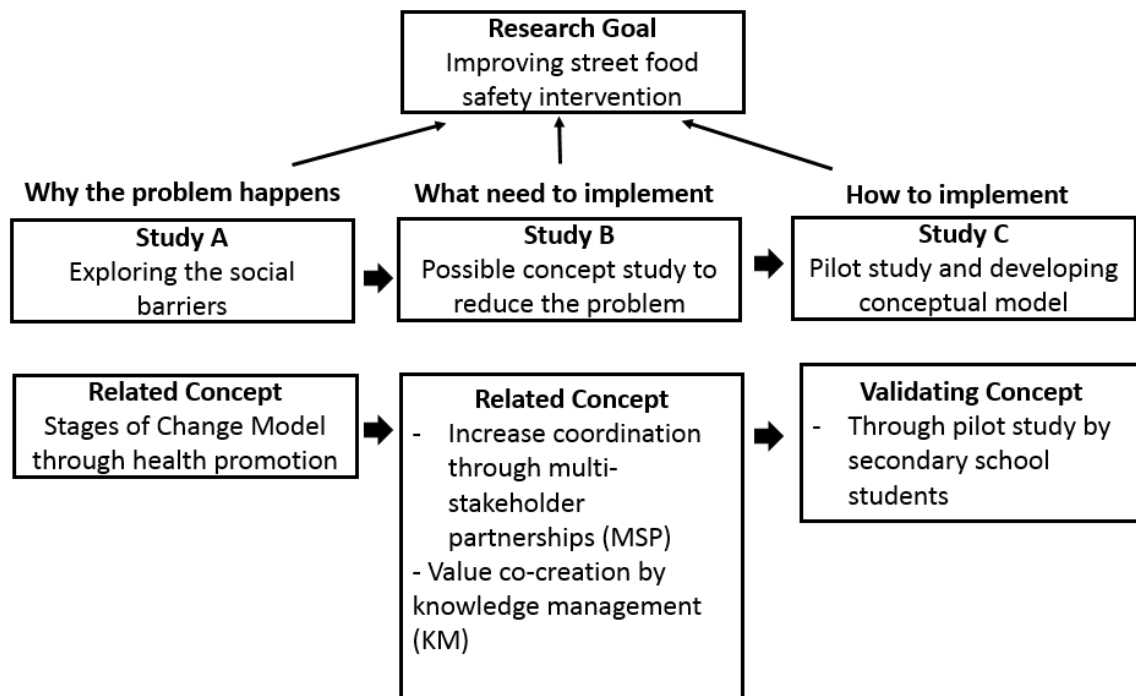 Research Goal
Improving street food
safety intervention
Why the problem happens
What need to implement
How to implement
Study A
Exploring the social
barriers
Study B
Possible concept study to
reduce the problem
Study C
Pilot study and developing
conceptual model
Related Concept
Stages of Change Model
through health promotion
Related Concept
- Increase coordination
through multi-
stakeholder
partnerships (MSP)
- Value co-creation by
knowledge management
(KM)
Validating Concept
- Through pilot study by
secondary school
students